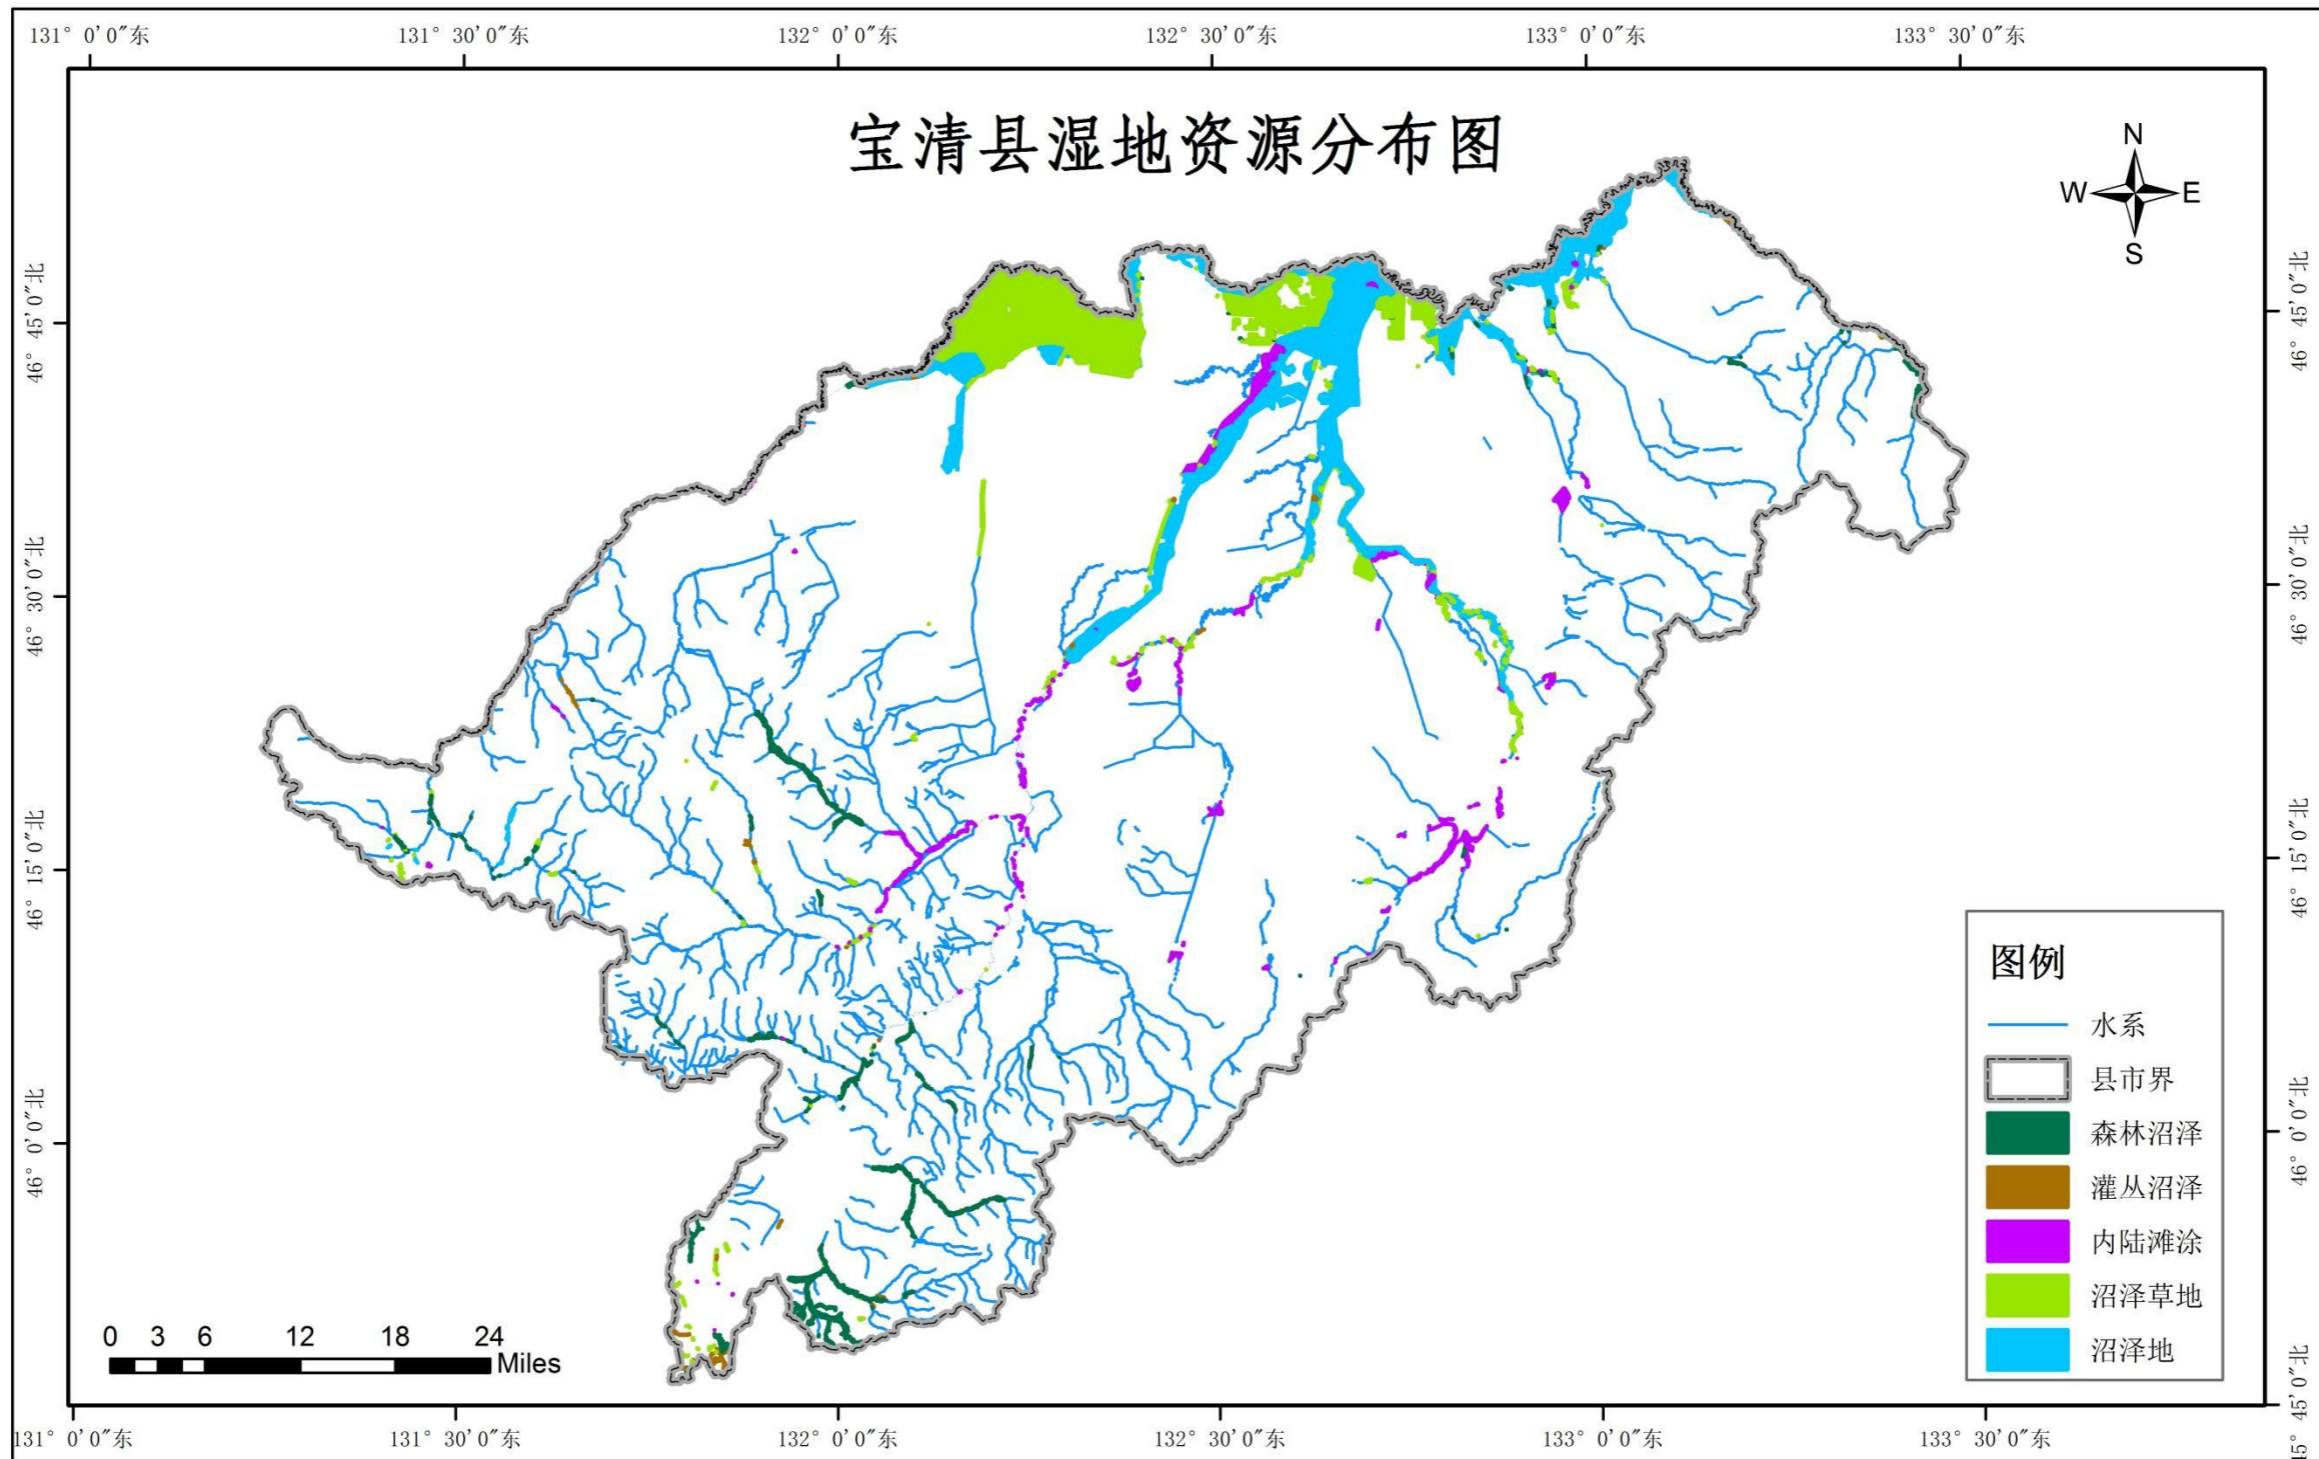 131° 0'0"东 131° 30'0"东 132° 0'0"东 132° 30'0"东 133° 0'0"东 133° 30'0"东
宝清县湿地资源分布图
N
W E
S
46° 45'0"北 46° 45'0"北
46° 30'0"北 46° 30'0"北
46° 15'0"北 46° 15'0"北
46° 0'0"北 46° 0'0"北
45° 45'0"北
图例
水系
县市界
森林沼泽
灌丛沼泽
内陆滩涂
沼泽草地
沼泽地
0 3 6 12 18 24
Miles
131° 0'0"东 131° 30'0"东 132° 0'0"东 132° 30'0"东 133° 0'0"东 133° 30'0"东